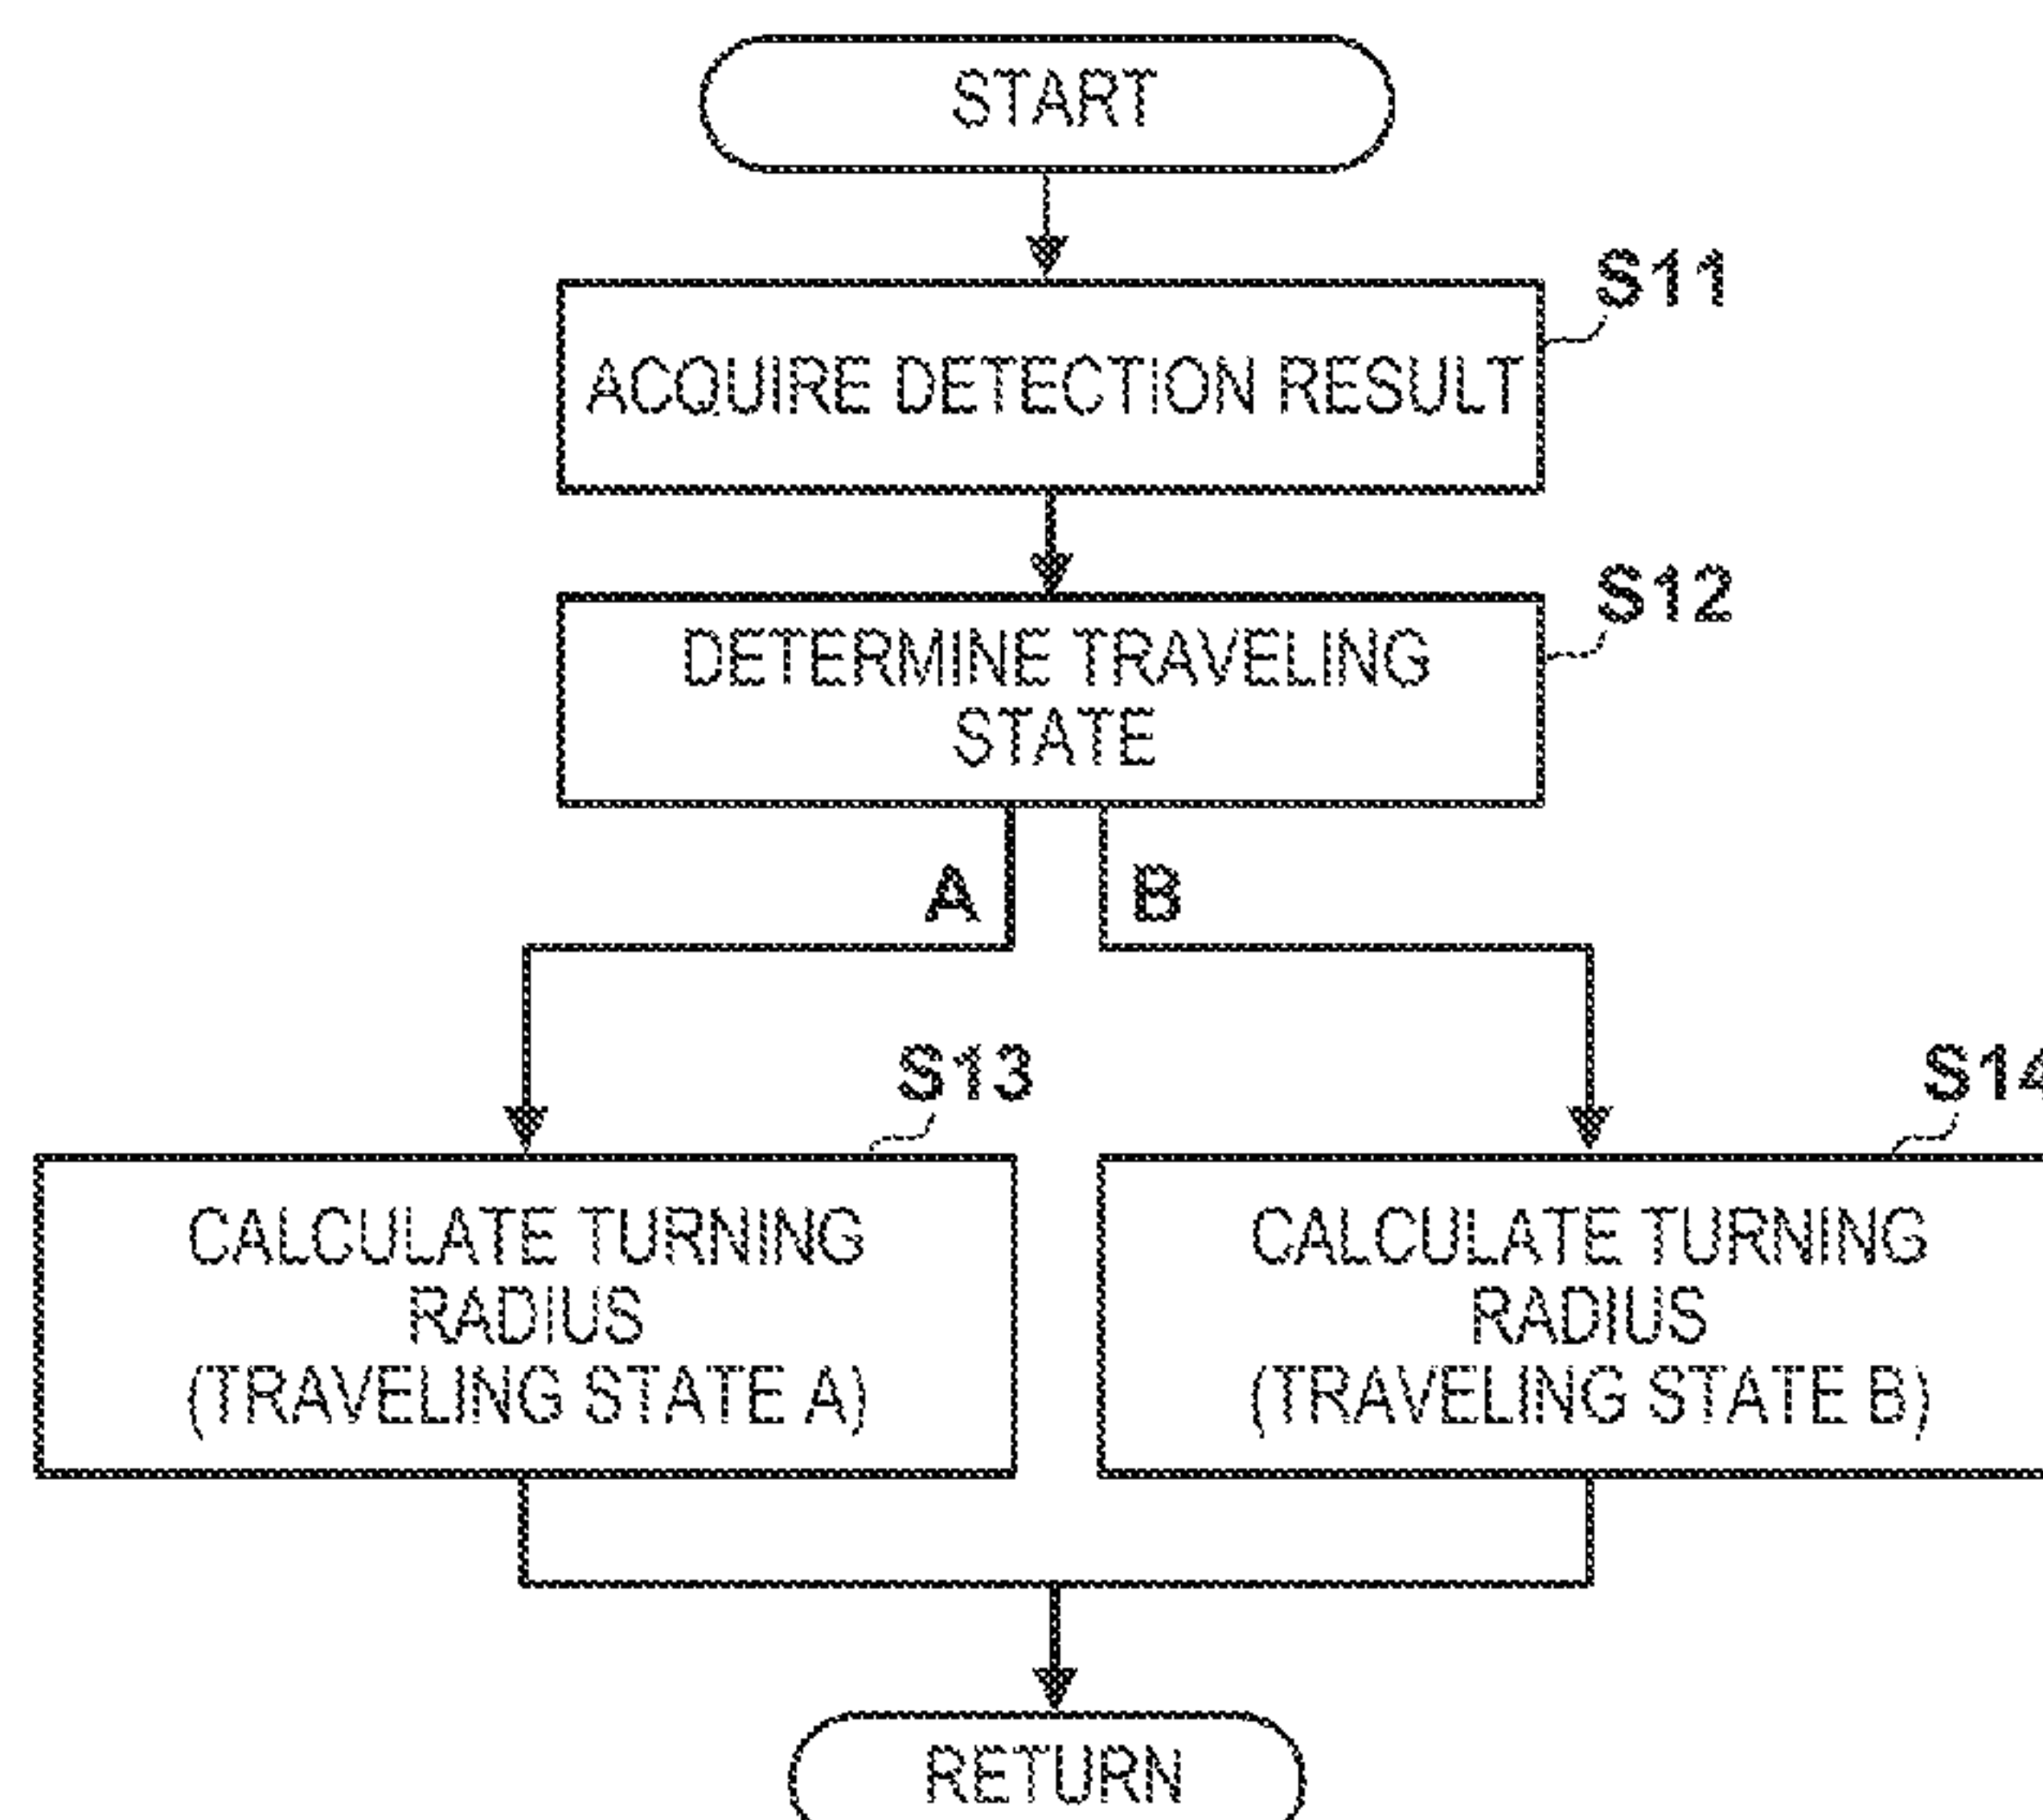 START
S11
ACQUIRE DETECTION RESULT
S12
DETERMINE TRAVELING
STATE
A
B
S13
S14
CALCULATE TURNING
RADIUS
(TRAVELING STATE A)
CALCULATE TURNING
RADIUS
(TRAVELING STATE B)
RETURN